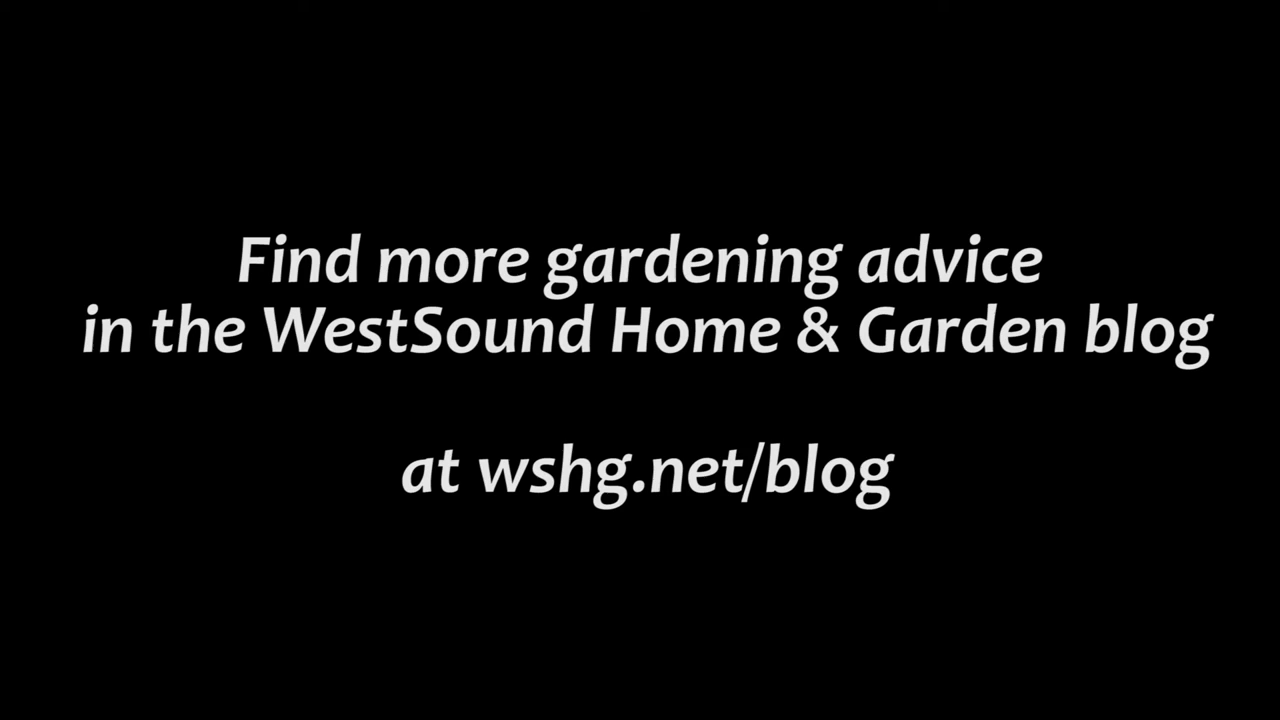 Find more gardening advice
in the WestSound Home & Garden blog
at wshg.net/blog